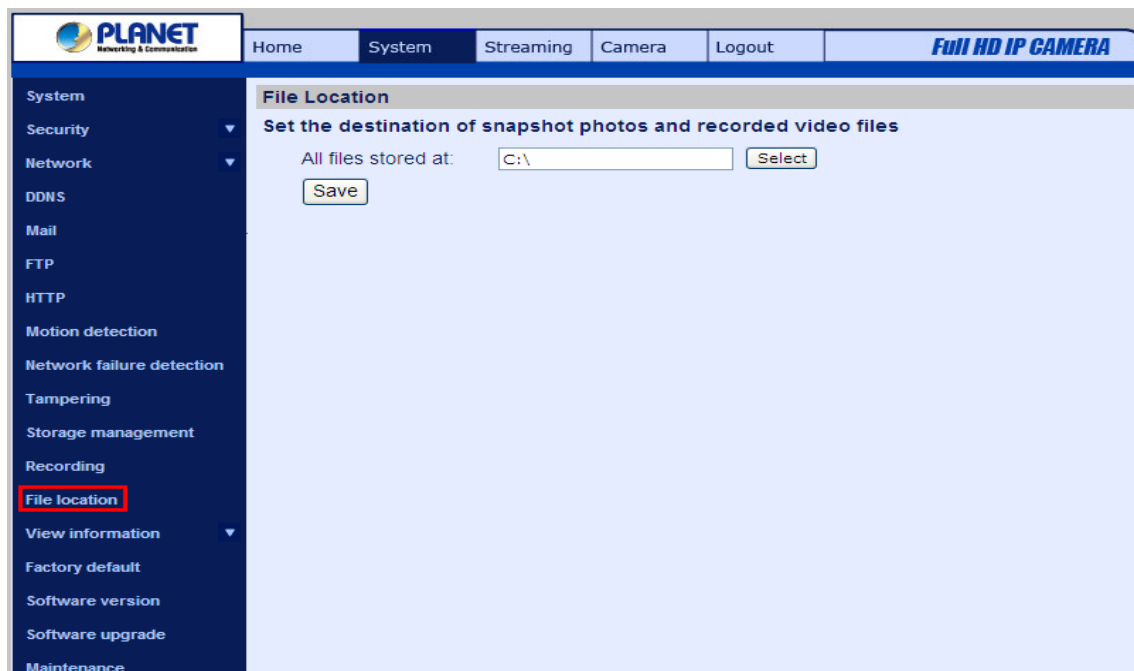 PLANET
Networking & Communication
Home
System
Streaming
Camera
Logout
Full HD IP CAMERA
System
Security
Network
DDNS
Mail
FTP
HTTP
Motion detection
Network failure detection
Tampering
Storage management
Recording
File location
View information
Factory default
Software version
Software upgrade
Maintenance
File Location
Set the destination of snapshot photos and recorded video files
All files stored at:
C:\
Select
Save